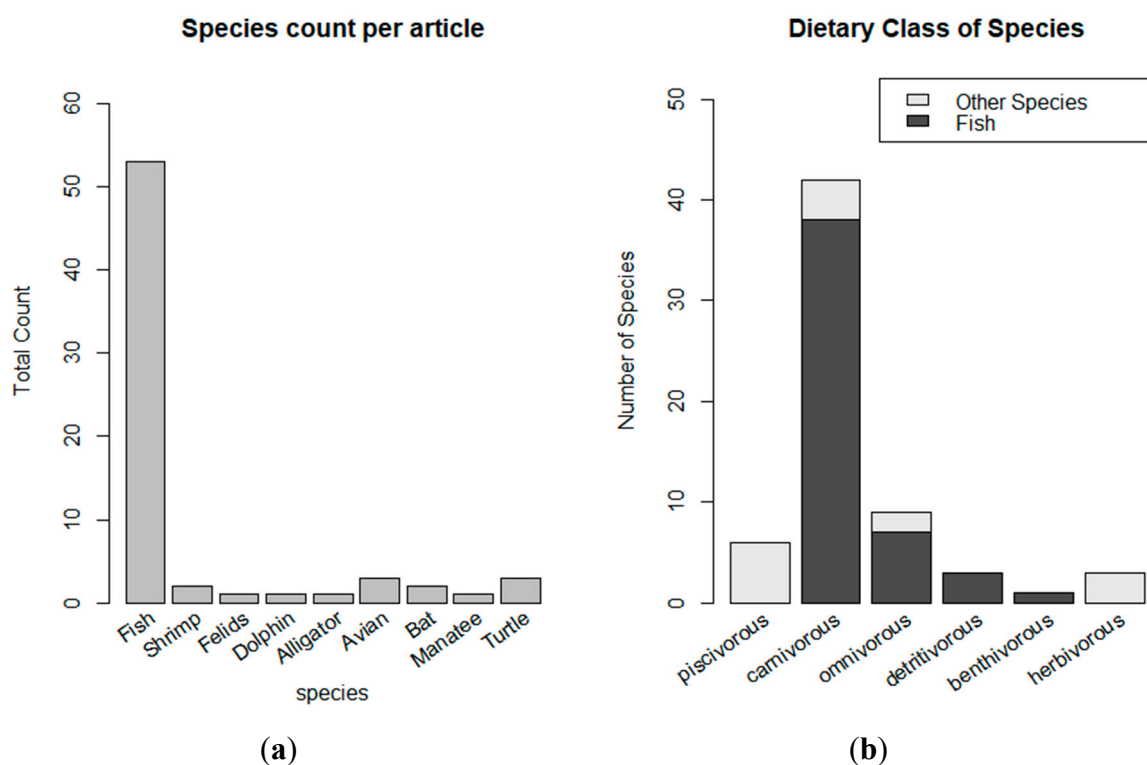 Species count per article
60
50
40
30
20
10
0
Total Count
Fish
Shrimp
Felids
Dolphin
Alligator
Avian
Bat
Manatee
Turtle
species
(a)
Dietary Class of Species
Other Species
Fish
50
40
30
20
10
0
Number of Species
piscivorous
carnivorous
omnivorous
detritivorous
benthivorous
herbivorous
(b)